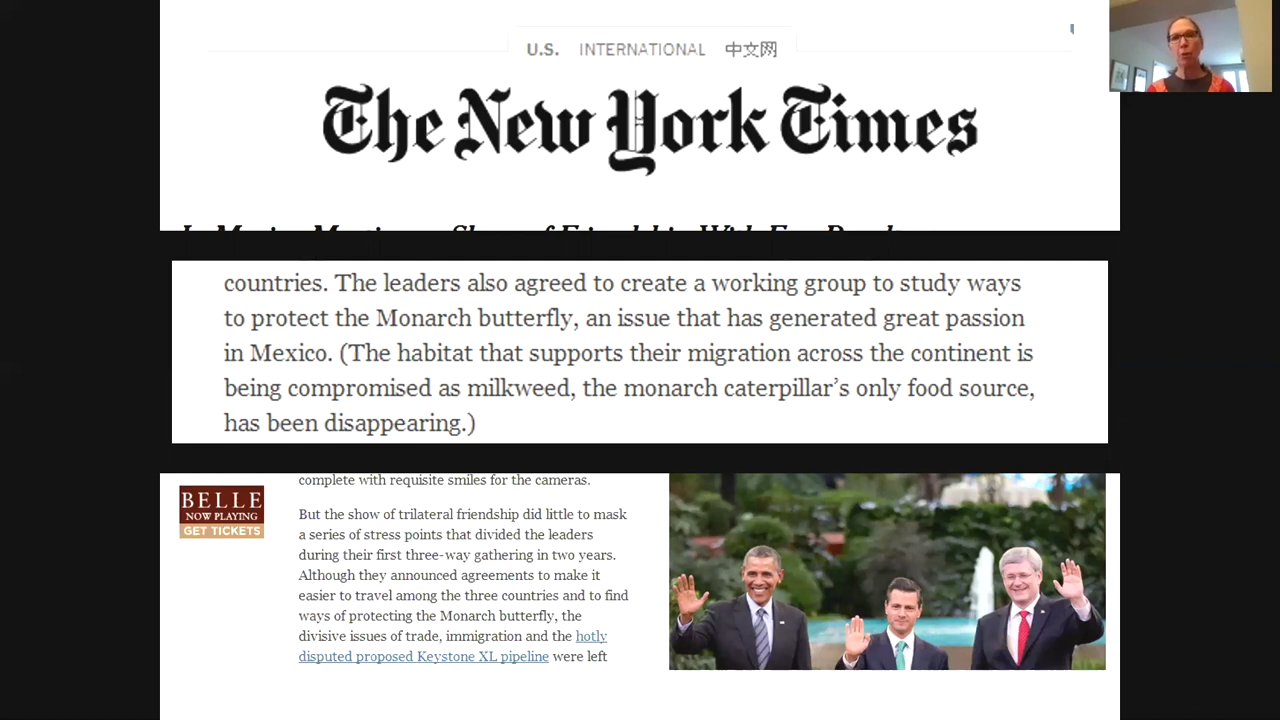 U.S. INTERNATIONAL 中文网
The New York Times
countries. The leaders also agreed to create a working group to study ways
to protect the Monarch butterfly, an issue that has generated great passion
in Mexico. (The habitat that supports their migration across the continent is
being compromised as milkweed, the monarch caterpillar’s only food source,
has been disappearing.)
BELLE
NOW PLAYING
GET TICKETS
complete with requisite smiles for the cameras.
But the show of trilateral friendship did little to mask
a series of stress points that divided the leaders
during their first three-way gathering in two years.
Although they announced agreements to make it
easier to travel among the three countries and to find
ways of protecting the Monarch butterfly, the
divisive issues of trade, immigration and the hotly
disputed proposed Keystone XL pipeline were left